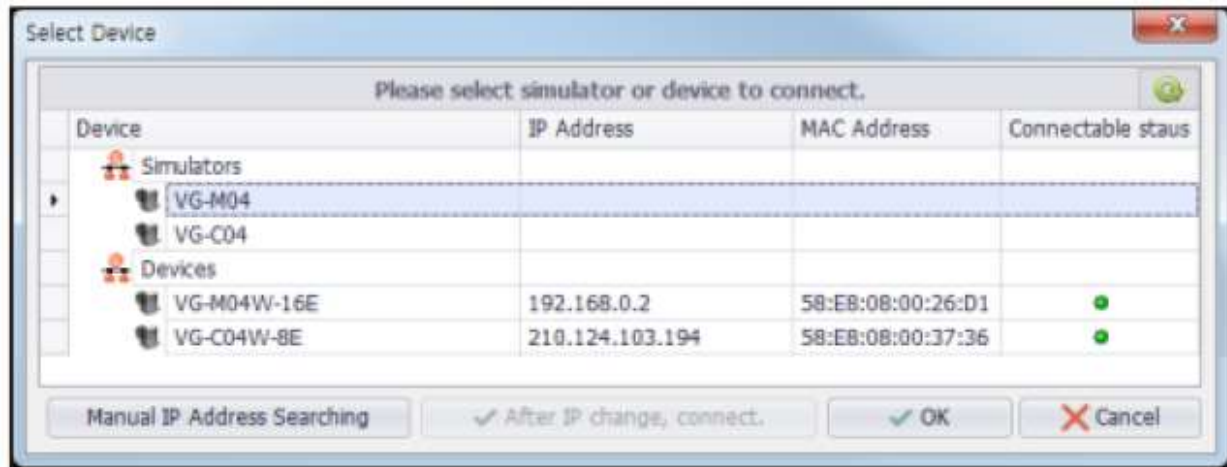 Select Device
Please select simulator or device to connect.
Device IP Address MAC Address Connectable staus
Simulators
VG-M04
VG-C04
Devices
VG-M04W-16E 192.168.0.2 58:E8:08:00:26:D1
VG-C04W-8E 210.124.103.194 58:E8:08:00:37:36
Manual IP Address Searching After IP change, connect. OK Cancel